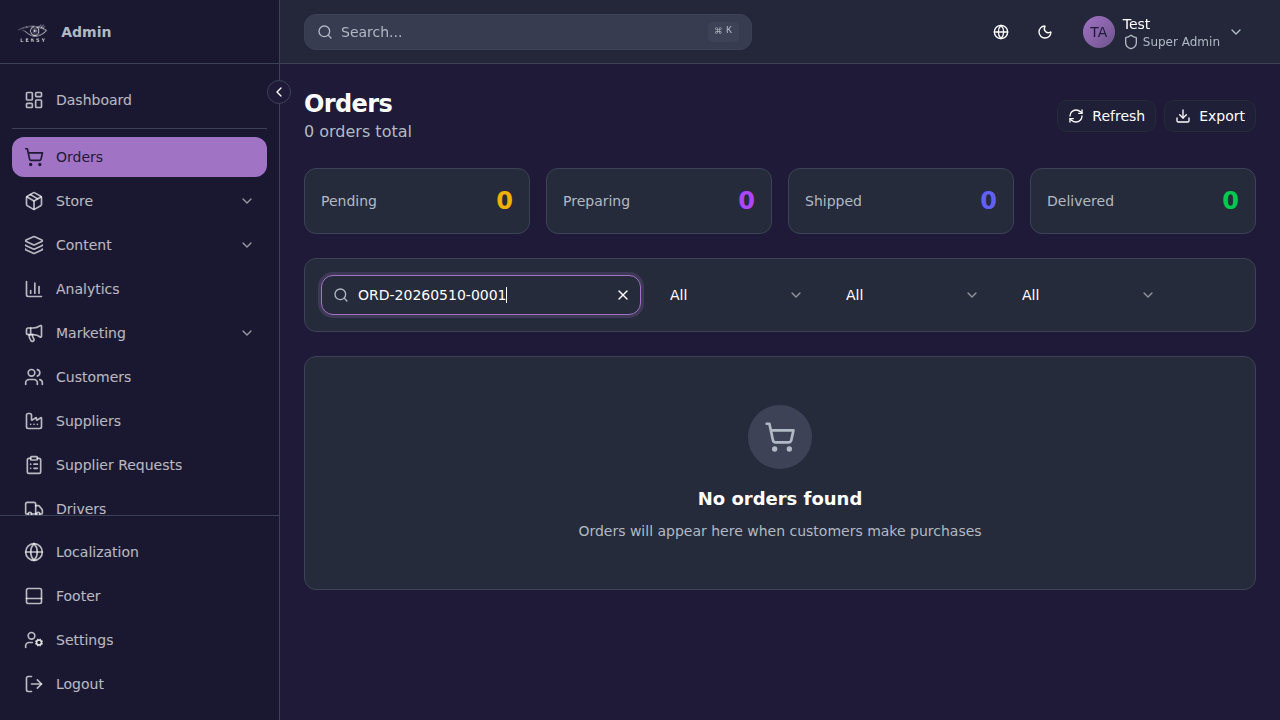 LENSY
Admin
Search...
⌘ K
TA
Test
Super Admin
Dashboard
Orders
Store
Content
Analytics
Marketing
Customers
Suppliers
Supplier Requests
Drivers
Localization
Footer
Settings
Logout
Orders
0 orders total
Refresh
Export
Pending 0
Preparing 0
Shipped 0
Delivered 0
ORD-20260510-0001
All
All
All
No orders found
Orders will appear here when customers make purchases